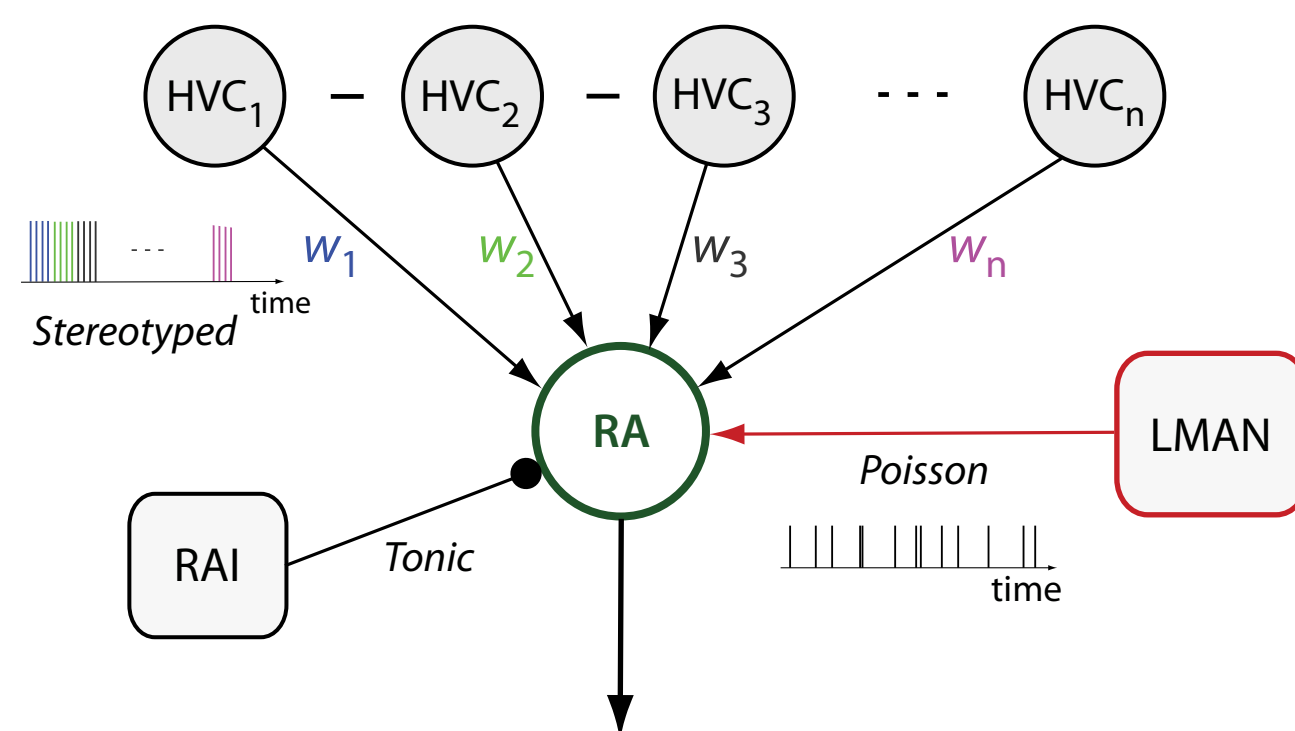 HVC1 – HVC2 – HVC3 - - - HVCn
w1 w2 w3 wn
- - -
time
Stereotyped
RA
LMAN
Poisson
RAI
Tonic
time